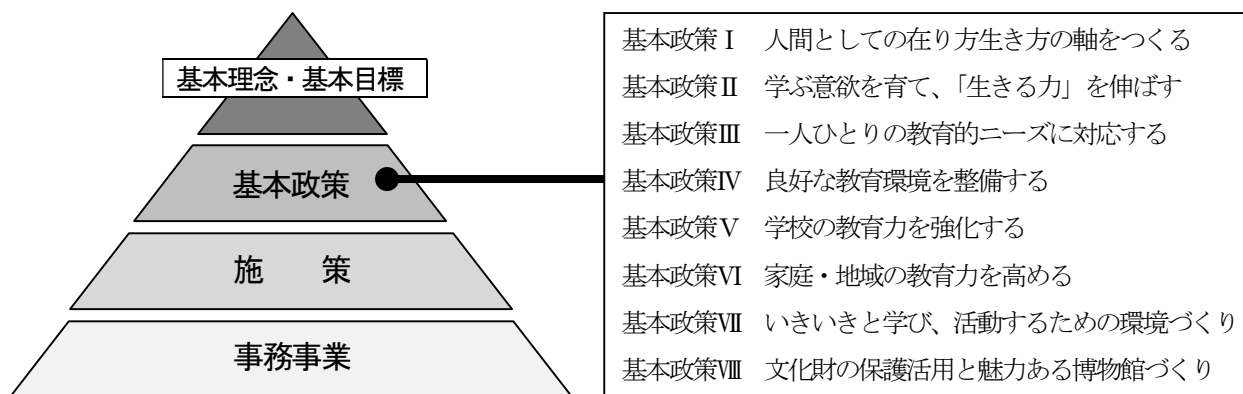 基本理念・基本目標
基本政策
施　　策
事務事業
基本政策Ⅰ　人間としての在り方生き方の軸をつくる
基本政策Ⅱ　学ぶ意欲を育て、「生きる力」を伸ばす
基本政策Ⅲ　一人ひとりの教育的ニーズに対応する
基本政策Ⅳ　良好な教育環境を整備する
基本政策Ⅴ　学校の教育力を強化する
基本政策Ⅵ　家庭・地域の教育力を高める
基本政策Ⅶ　いきいきと学び、活動するための環境づくり
基本政策Ⅷ　文化財の保護活用と魅力ある博物館づくり